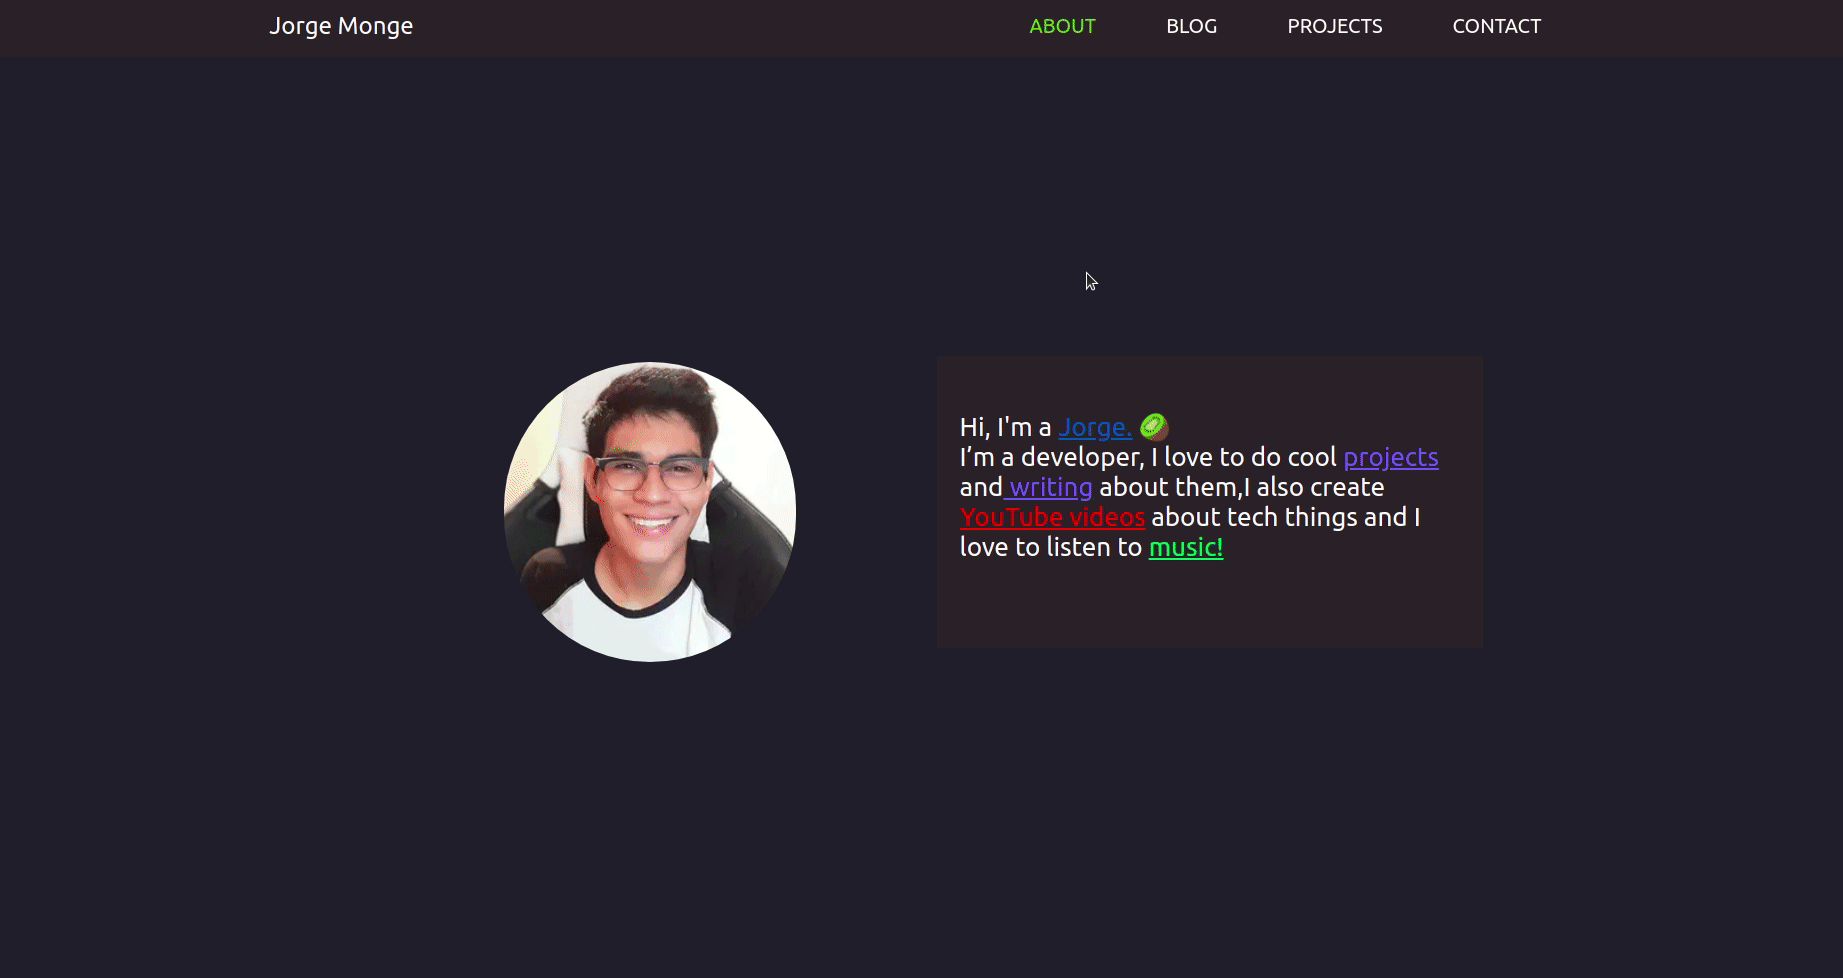 Jorge Monge
ABOUT
BLOG
PROJECTS
CONTACT
Hi, I'm a Jorge. 🥝
I’m a developer, I love to do cool projects
and writing about them,I also create
YouTube videos about tech things and I
love to listen to music!